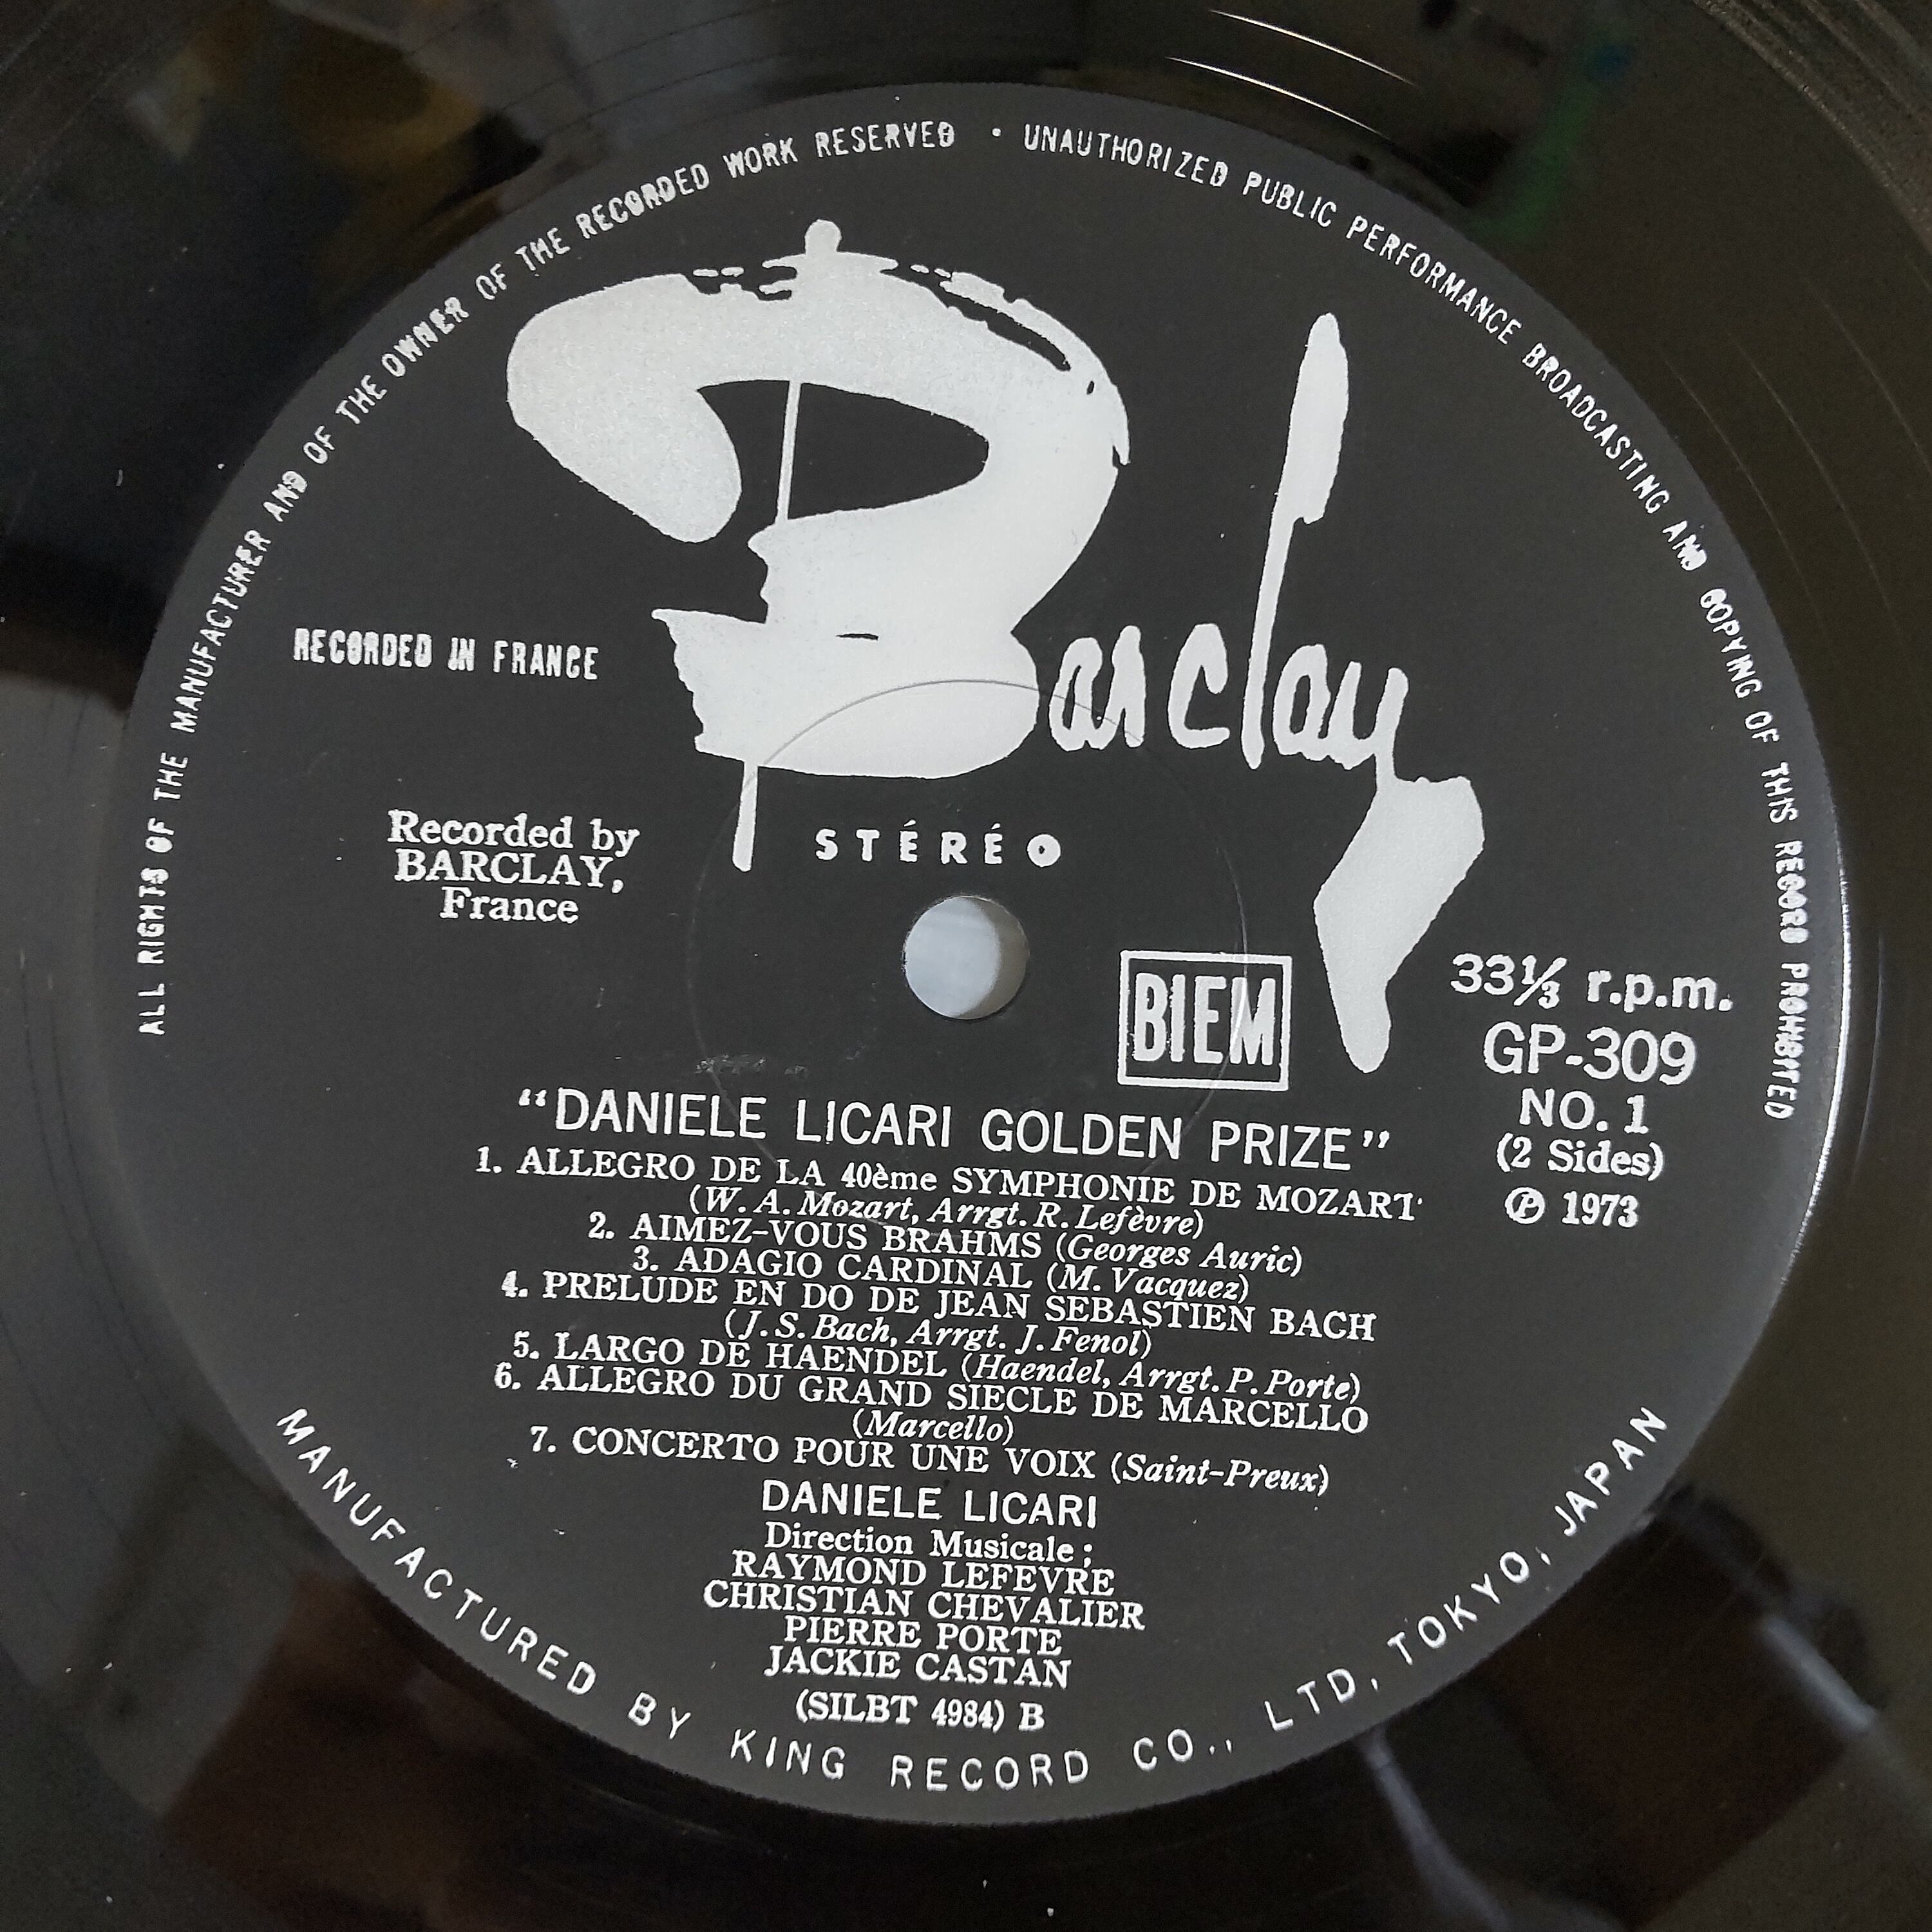 ALL RIGHTS OF THE MANUFACTURER AND OF THE OWNER OF THE RECORDED WORK RESERVED • UNAUTHORIZED PUBLIC PERFORMANCE BROADCASTING AND COPYING OF THIS RECORD PROHIBITED
Barclay
RECORDED IN FRANCE
Recorded by
BARCLAY,
France
STÉRÉO
BIEM
33⅓ r.p.m.
GP-309
NO. 1
(2 Sides)
Ⓟ 1973
“DANIELE LICARI GOLDEN PRIZE”
1. ALLEGRO DE LA 40ème SYMPHONIE DE MOZART
(W. A. Mozart, Arrgt. R. Lefèvre)
2. AIMEZ-VOUS BRAHMS (Georges Auric)
3. ADAGIO CARDINAL (M. Vacquez)
4. PRELUDE EN DO DE JEAN SEBASTIEN BACH
(J. S. Bach, Arrgt. J. Fenol)
5. LARGO DE HAENDEL (Haendel, Arrgt. P. Porte)
6. ALLEGRO DU GRAND SIECLE DE MARCELLO
(Marcello)
7. CONCERTO POUR UNE VOIX (Saint-Preux)
DANIELE LICARI
Direction Musicale ;
RAYMOND LEFEVRE
CHRISTIAN CHEVALIER
PIERRE PORTE
JACKIE CASTAN
(SILBT 4984) B
MANUFACTURED BY KING RECORD CO., LTD, TOKYO, JAPAN